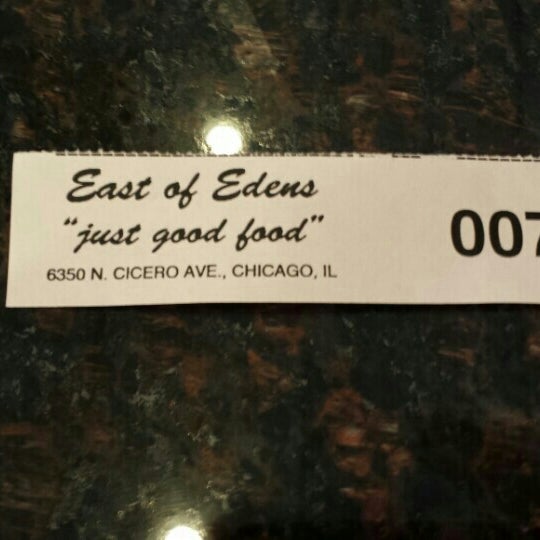 East of Edens
"just good food"
6350 N. CICERO AVE., CHICAGO, IL
007